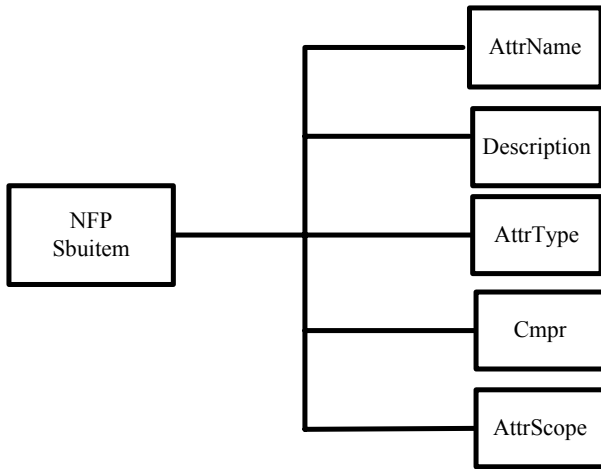 AttrName
Description
NFP
Sbuitem
AttrType
Cmpr
AttrScope